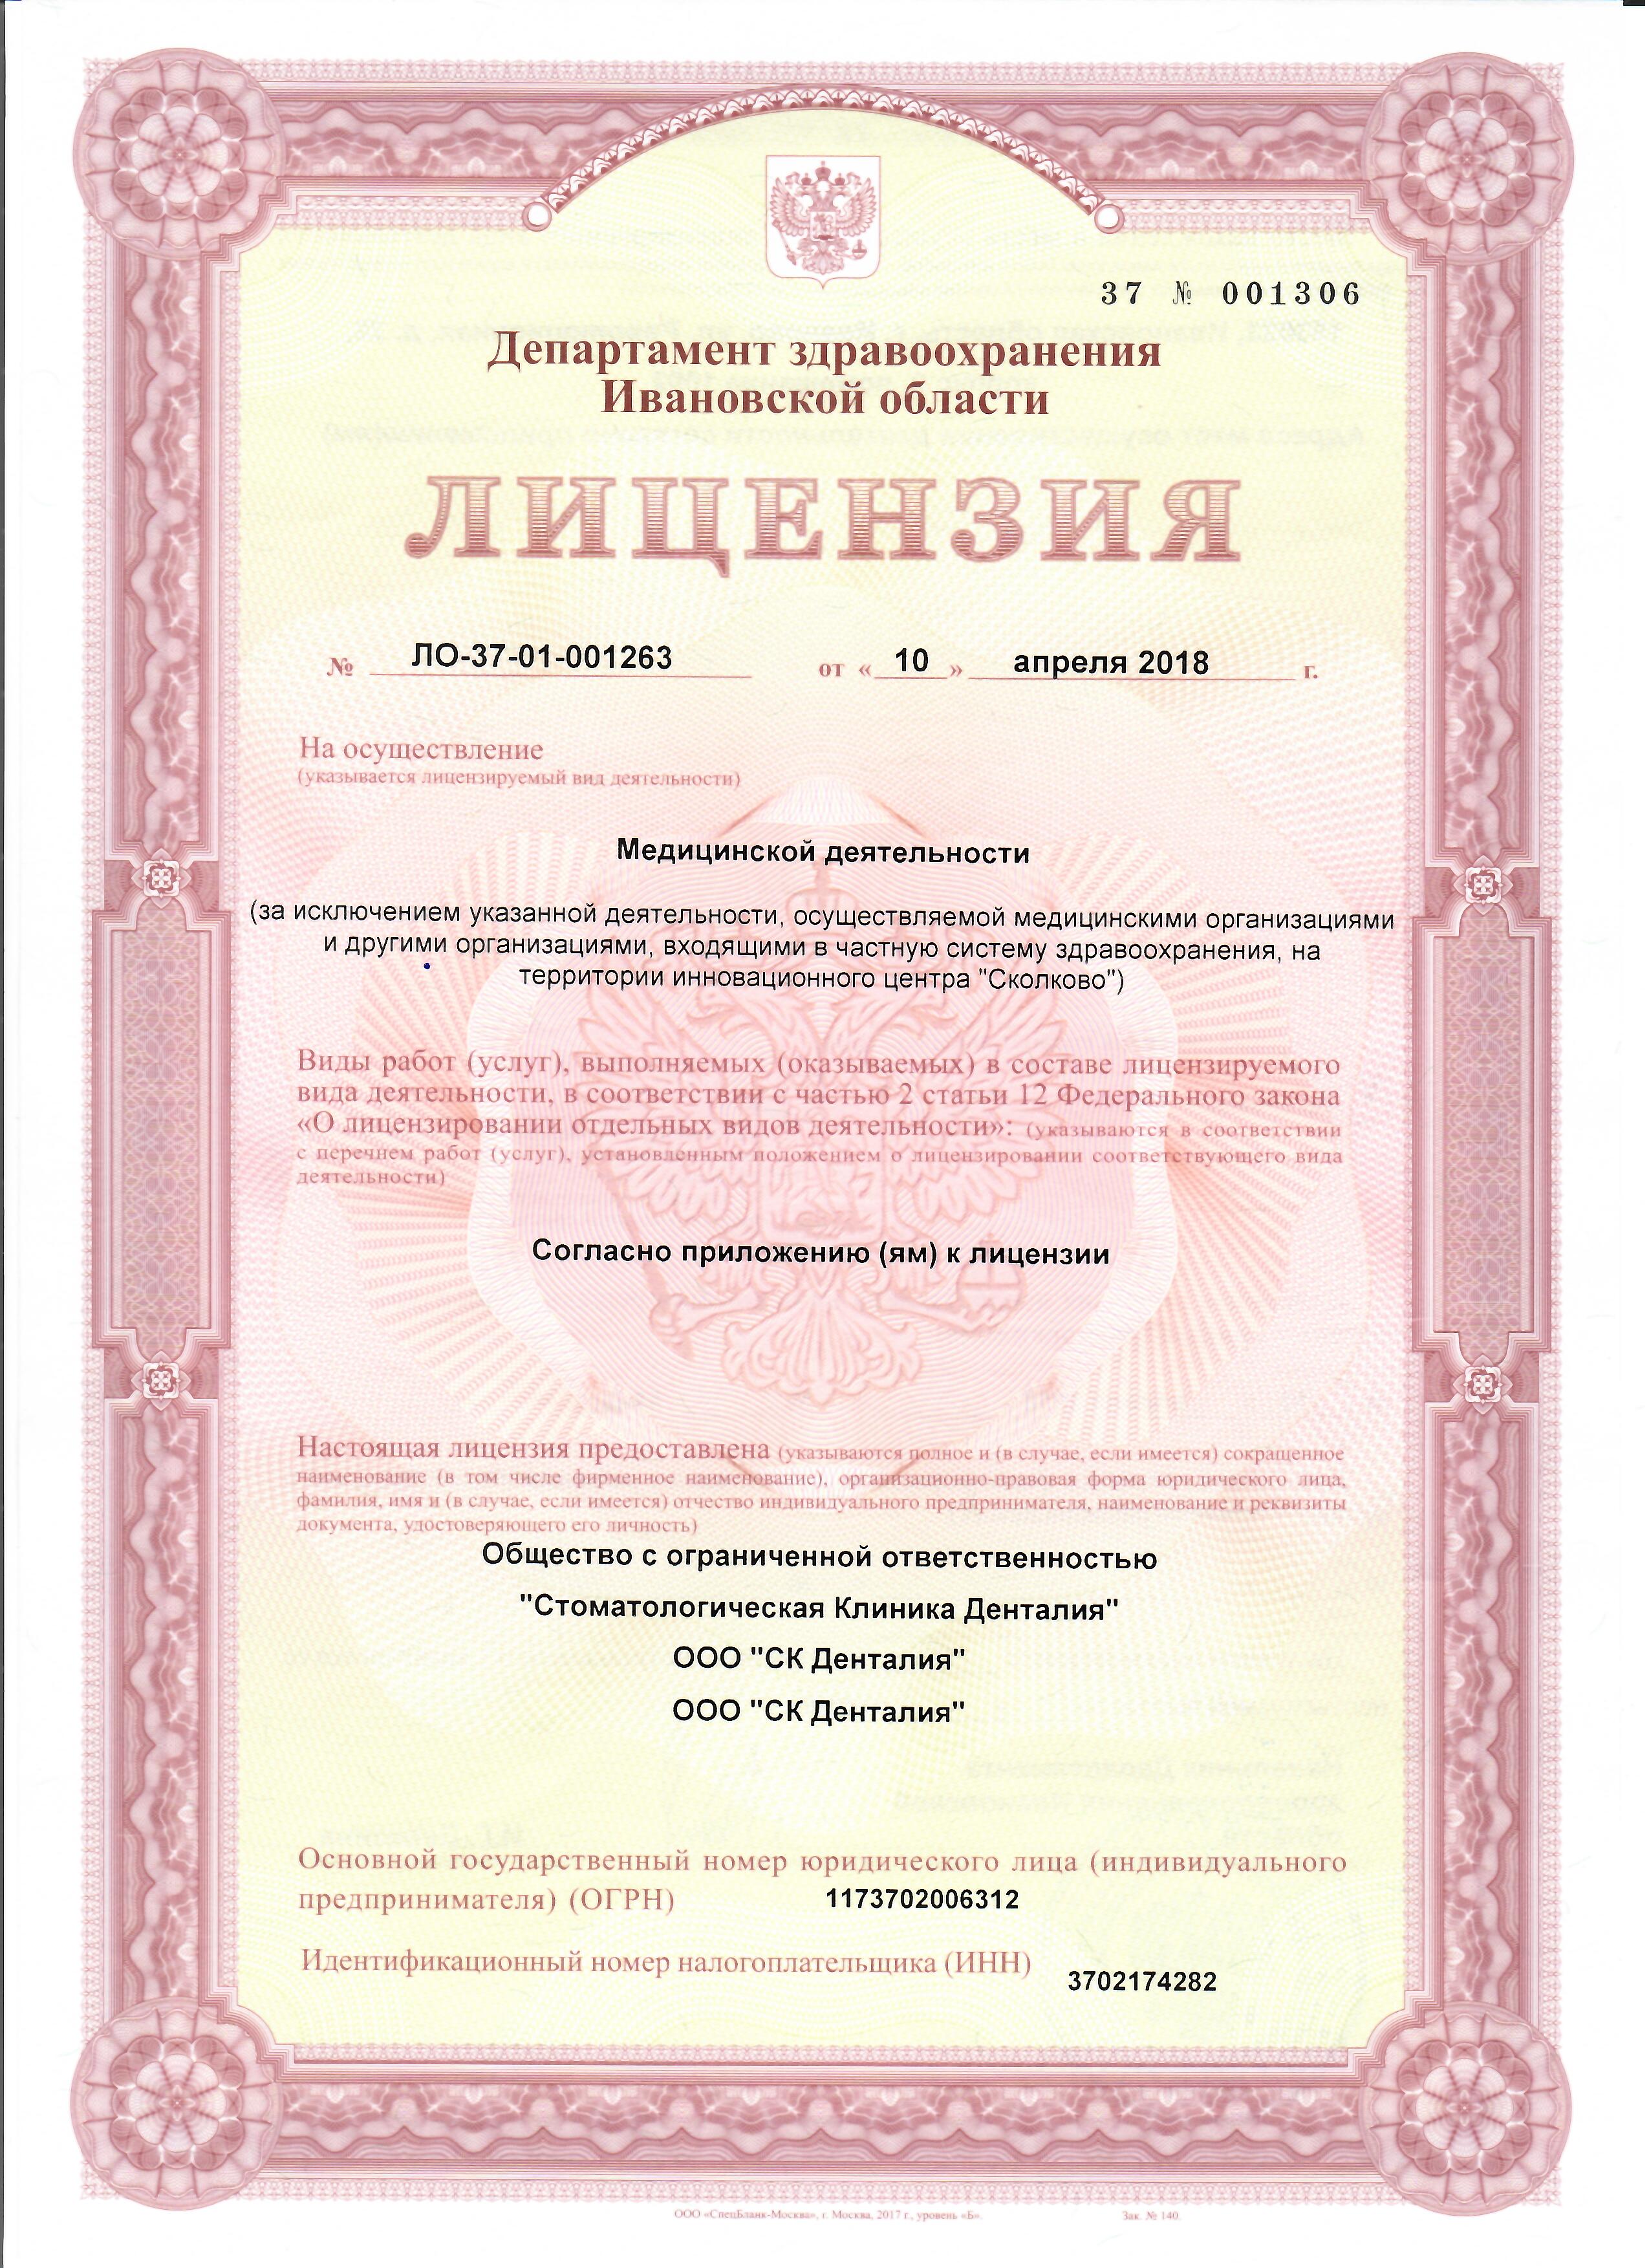 37 № 001306
Департамент здравоохранения
Ивановской области
ЛИЦЕНЗИЯ
№ ЛО-37-01-001263 от « 10 » апреля 2018 г.
На осуществление
(указывается лицензируемый вид деятельности)
Медицинской деятельности
(за исключением указанной деятельности, осуществляемой медицинскими организациями
и другими организациями, входящими в частную систему здравоохранения, на
территории инновационного центра "Сколково")
Виды работ (услуг), выполняемых (оказываемых) в составе лицензируемого
вида деятельности, в соответствии с частью 2 статьи 12 Федерального закона
«О лицензировании отдельных видов деятельности»: (указываются в соответствии
с перечнем работ (услуг), установленным положением о лицензировании соответствующего вида
деятельности)
Согласно приложению (ям) к лицензии
Настоящая лицензия предоставлена (указываются полное и (в случае, если имеется) сокращенное
наименование (в том числе фирменное наименование), организационно-правовая форма юридического лица,
фамилия, имя и (в случае, если имеется) отчество индивидуального предпринимателя, наименование и реквизиты
документа, удостоверяющего его личность)
Общество с ограниченной ответственностью
"Стоматологическая Клиника Денталия"
ООО "СК Денталия"
ООО "СК Денталия"
Основной государственный номер юридического лица (индивидуального
предпринимателя) (ОГРН) 1173702006312
Идентификационный номер налогоплательщика (ИНН) 3702174282
ООО «СпецБланк-Москва», г. Москва, 2017 г., уровень «Б». Зак. № 140.